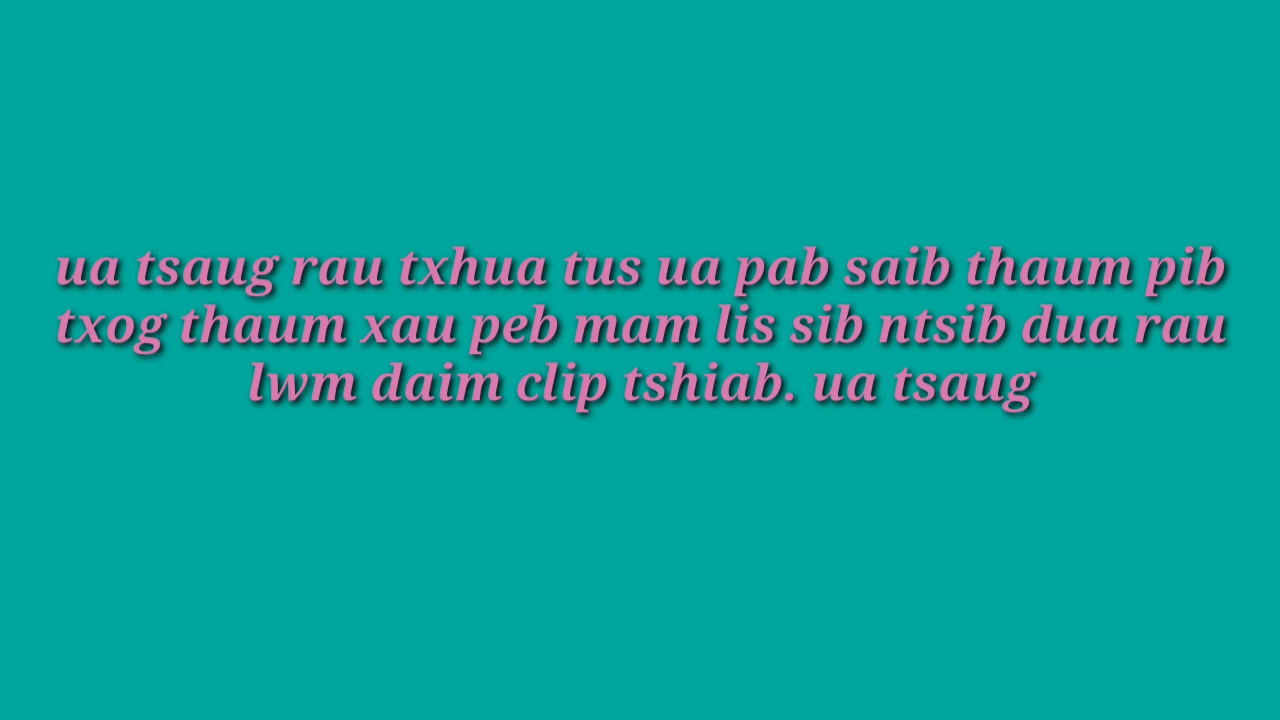 ua tsaug rau txhua tus ua pab saib thaum pib
txog thaum xau peb mam lis sib ntsib dua rau
lwm daim clip tshiab. ua tsaug